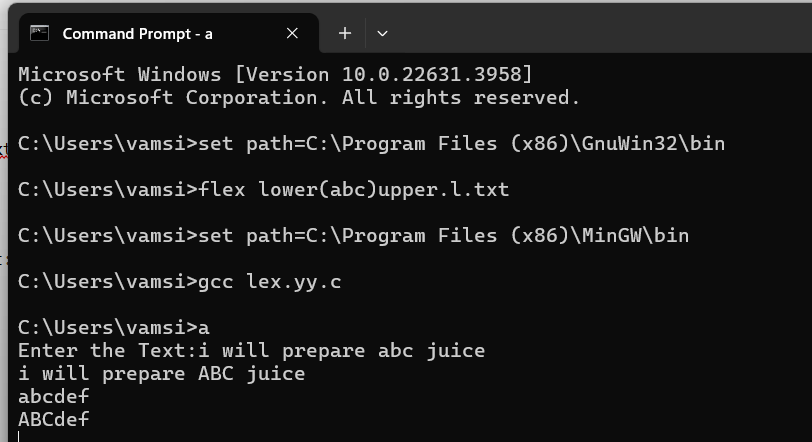 Command Prompt - a
Microsoft Windows [Version 10.0.22631.3958]
(c) Microsoft Corporation. All rights reserved.
C:\Users\vamsi>set path=C:\Program Files (x86)\GnuWin32\bin
C:\Users\vamsi>flex lower(abc)upper.l.txt
C:\Users\vamsi>set path=C:\Program Files (x86)\MinGW\bin
C:\Users\vamsi>gcc lex.yy.c
C:\Users\vamsi>a
Enter the Text:i will prepare abc juice
i will prepare ABC juice
abcdef
ABCdef